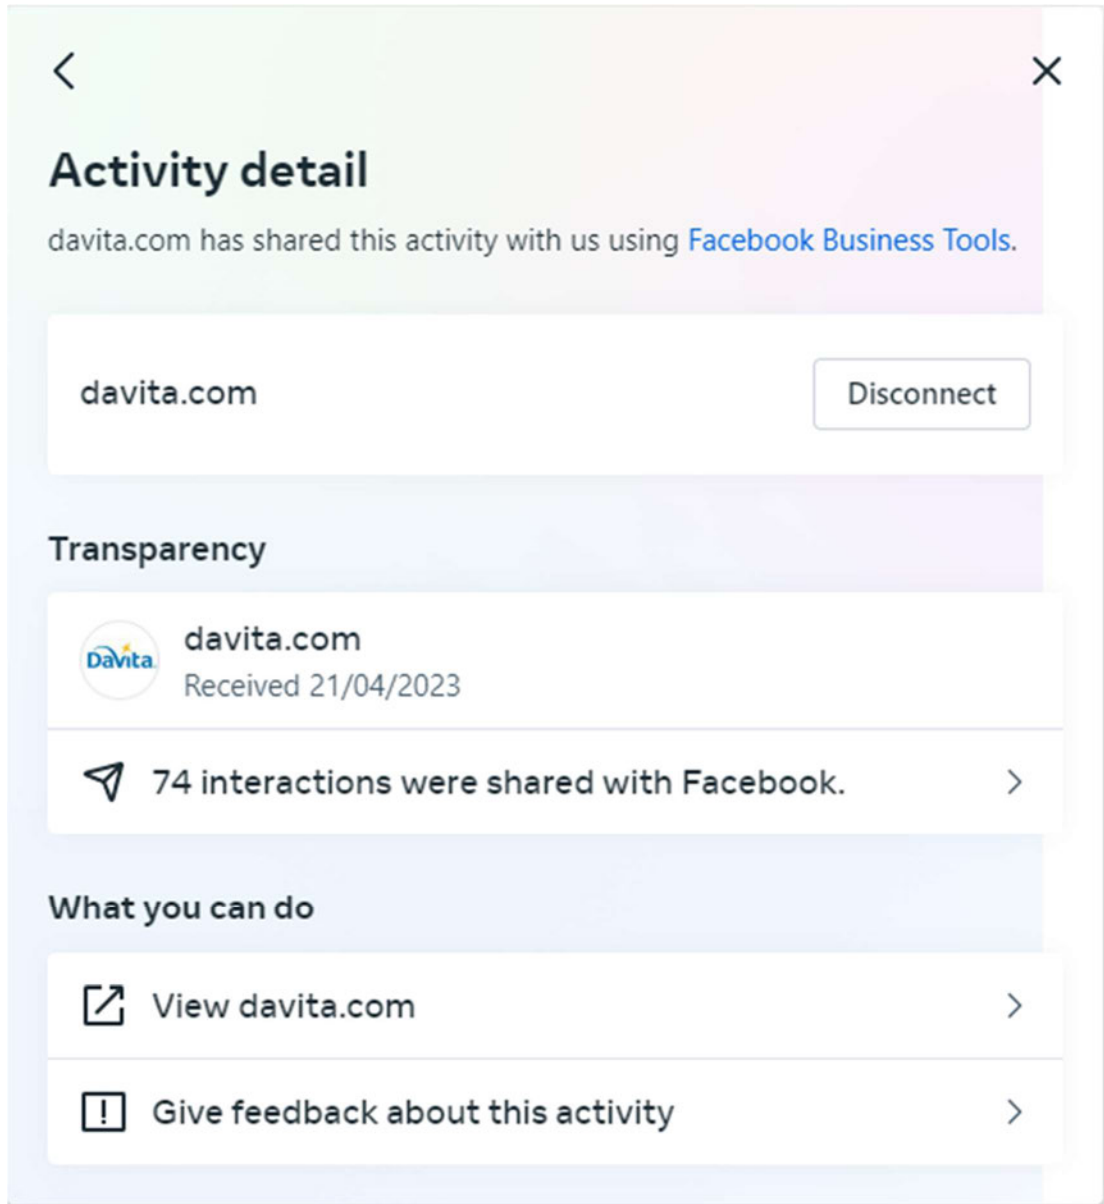 Activity detail
davita.com has shared this activity with us using Facebook Business Tools.
davita.com
Disconnect
Transparency
DaVita.
davita.com
Received 21/04/2023
74 interactions were shared with Facebook.
What you can do
View davita.com
Give feedback about this activity